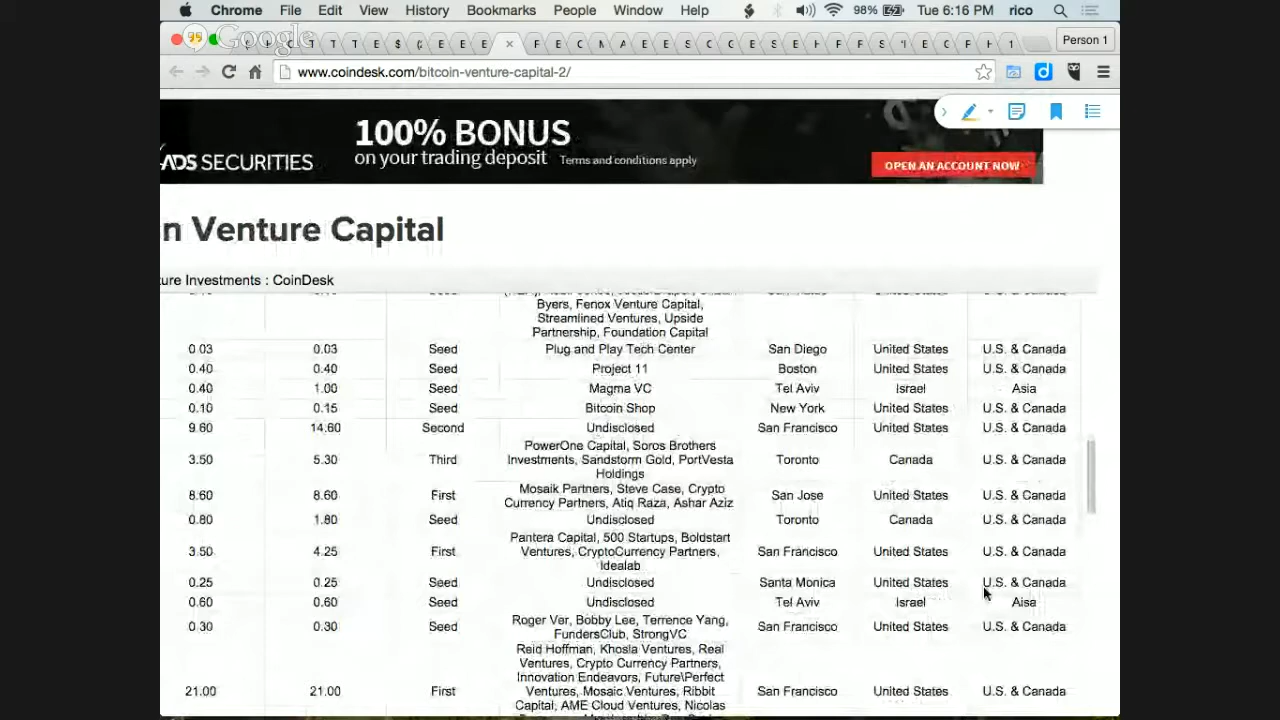 Chrome File Edit View History Bookmarks People Window Help 98% Tue 6:16 PM rico
Google
Person 1
www.coindesk.com/bitcoin-venture-capital-2/
ADS SECURITIES 100% BONUS
on your trading deposit Terms and conditions apply
OPEN AN ACCOUNT NOW
n Venture Capital
ture Investments : CoinDesk
Byers, Fenox Venture Capital,
Streamlined Ventures, Upside
Partnership, Foundation Capital
0.03 0.03 Seed Plug and Play Tech Center San Diego United States U.S. & Canada
0.40 0.40 Seed Project 11 Boston United States U.S. & Canada
0.40 1.00 Seed Magma VC Tel Aviv Israel Asia
0.10 0.15 Seed Bitcoin Shop New York United States U.S. & Canada
9.60 14.60 Second Undisclosed San Francisco United States U.S. & Canada
PowerOne Capital, Soros Brothers
3.50 5.30 Third Investments, Sandstorm Gold, PortVesta Toronto Canada U.S. & Canada
Holdings
Mosaik Partners, Steve Case, Crypto
8.60 8.60 First Currency Partners, Atiq Raza, Ashar Aziz San Jose United States U.S. & Canada
0.80 1.80 Seed Undisclosed Toronto Canada U.S. & Canada
Pantera Capital, 500 Startups, Boldstart
3.50 4.25 First Ventures, CryptoCurrency Partners, San Francisco United States U.S. & Canada
Idealab
0.25 0.25 Seed Undisclosed Santa Monica United States U.S. & Canada
0.60 0.60 Seed Undisclosed Tel Aviv Israel Aisa
Roger Ver, Bobby Lee, Terrence Yang,
0.30 0.30 Seed FundersClub, StrongVC San Francisco United States U.S. & Canada
Reid Hoffman, Khosla Ventures, Real
Ventures, Crypto Currency Partners,
Innovation Endeavors, Future\Perfect
21.00 21.00 First Ventures, Mosaic Ventures, Ribbit San Francisco United States U.S. & Canada
Capital, AME Cloud Ventures, Nicolas